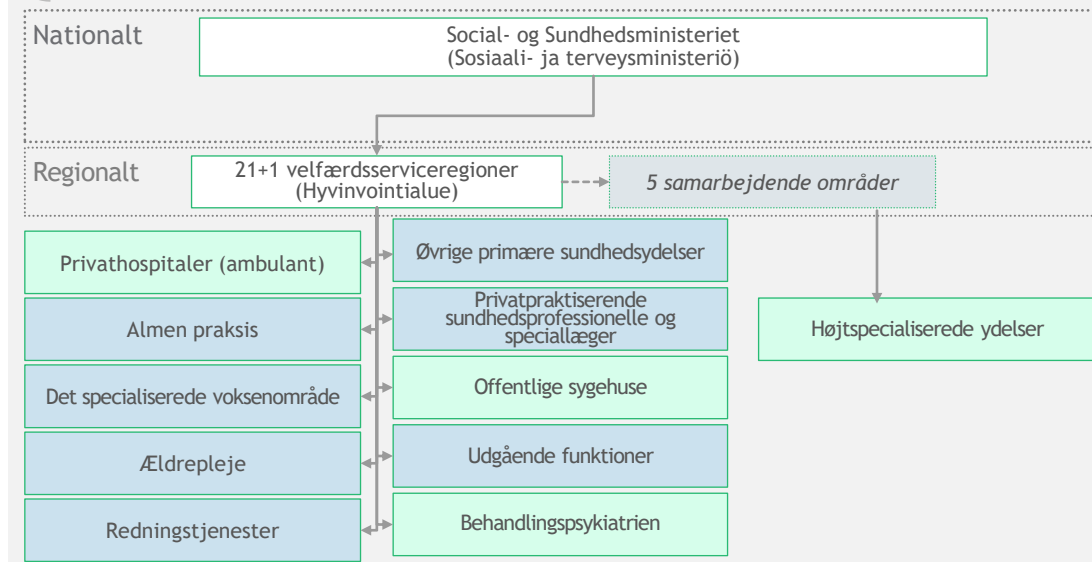 Nationalt
Social- og Sundhedsministeriet
(Sosiaali- ja terveysministeriö)
Regionalt
21+1 velfærdsserviceregioner
(Hyvinvointialue)
5 samarbejdende områder
Privathospitaler (ambulant)
Øvrige primære sundhedsydelser
Almen praksis
Privatpraktiserende
sundhedsprofessionelle og
speciallæger
Højtspecialiserede ydelser
Det specialiserede voksenområde
Offentlige sygehuse
Ældrepleje
Udgående funktioner
Redningstjenester
Behandlingspsykiatrien